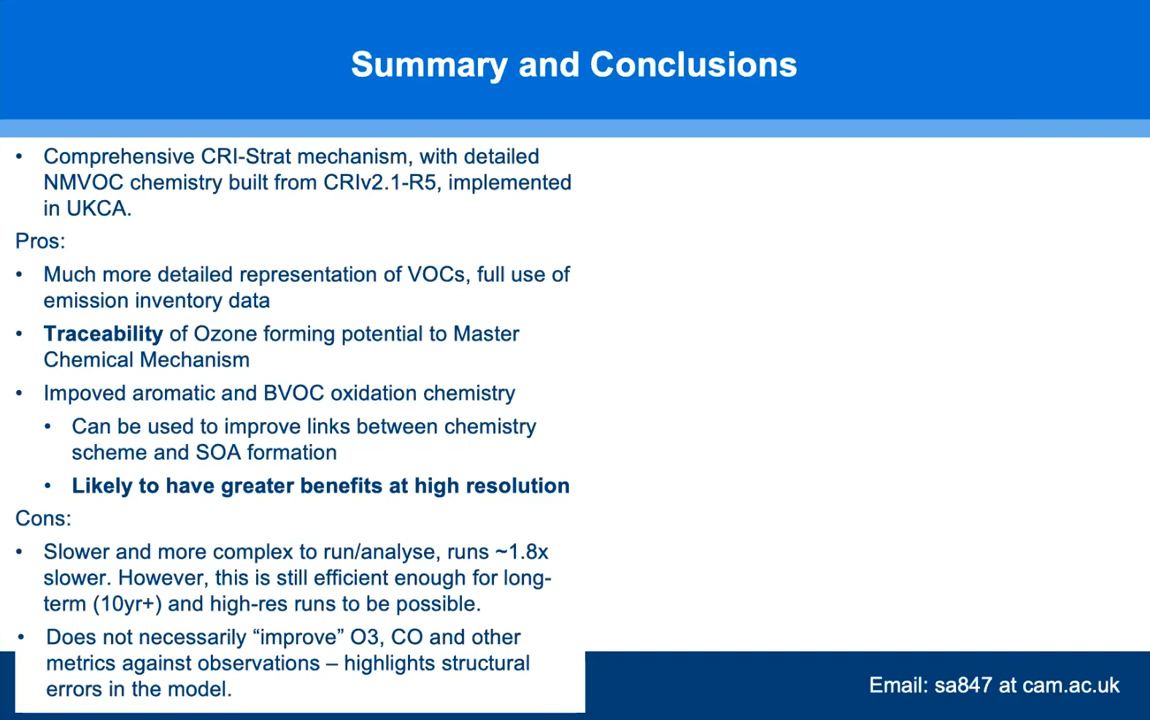 Summary and Conclusions
• Comprehensive CRI-Strat mechanism, with detailed
NMVOC chemistry built from CRIv2.1-R5, implemented
in UKCA.
Pros:
• Much more detailed representation of VOCs, full use of
emission inventory data
• Traceability of Ozone forming potential to Master
Chemical Mechanism
• Impoved aromatic and BVOC oxidation chemistry
• Can be used to improve links between chemistry
scheme and SOA formation
• Likely to have greater benefits at high resolution
Cons:
• Slower and more complex to run/analyse, runs ~1.8x
slower. However, this is still efficient enough for long-
term (10yr+) and high-res runs to be possible.
• Does not necessarily “improve” O3, CO and other
metrics against observations – highlights structural
errors in the model.
Email: sa847 at cam.ac.uk